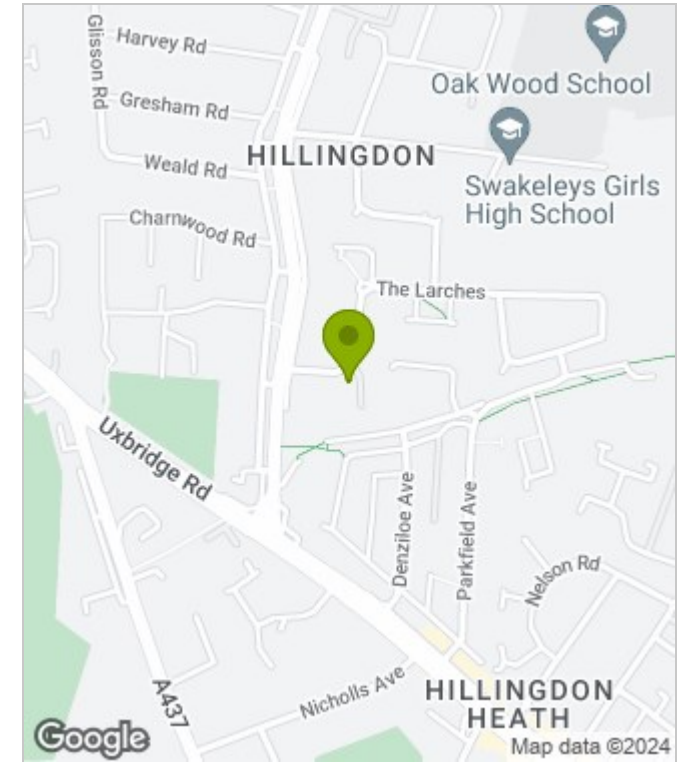 Glisson Rd
Harvey Rd
Gresham Rd
Weald Rd
HILLINGDON
Charnwood Rd
Oak Wood School
Swakeleys Girls
High School
The Larches
Uxbridge Rd
Denziloe Ave
Parkfield Ave
Nelson Rd
A437
Nicholls Ave
HILLINGDON
HEATH
Google
Map data ©2024